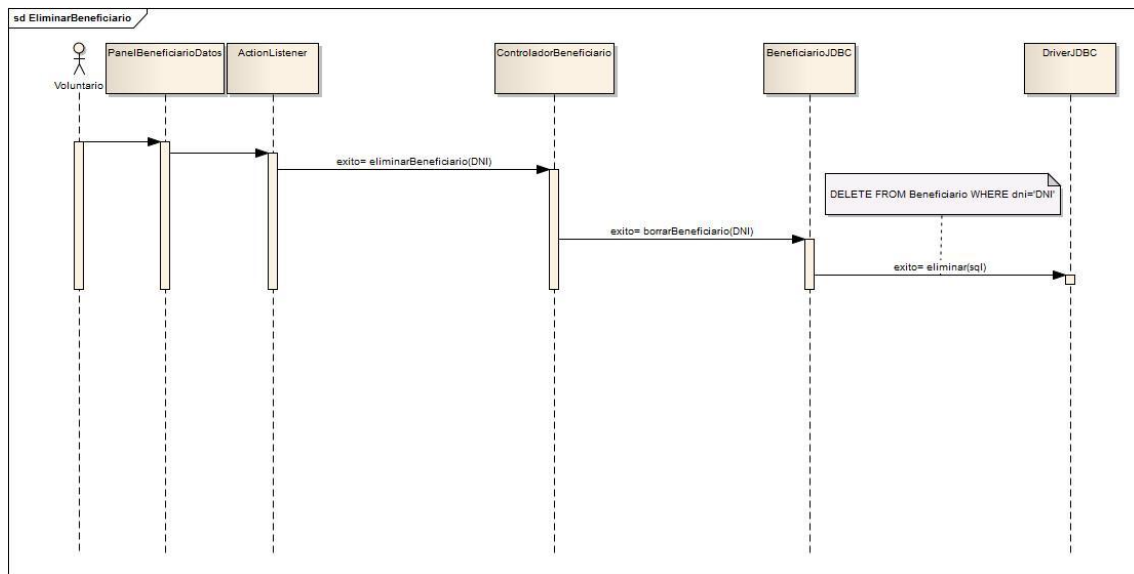 sd EliminarBeneficiario
Voluntario
PanelBeneficiarioDatos
ActionListener
ControladorBeneficiario
BeneficiarioJDBC
DriverJDBC
exito= eliminarBeneficiario(DNI)
DELETE FROM Beneficiario WHERE dni='DNI'
exito= borrarBeneficiario(DNI)
exito= eliminar(sql)